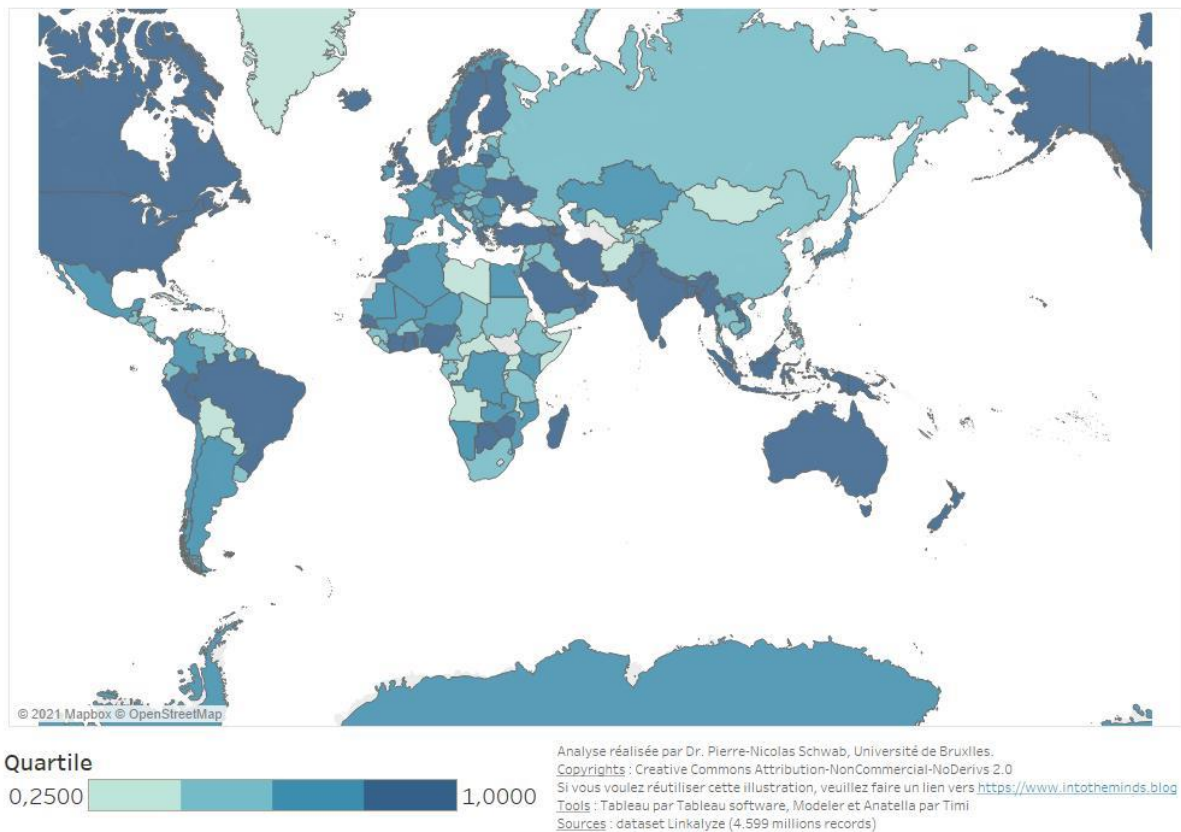 © 2021 Mapbox © OpenStreetMap
Quartile
0,2500
1,0000
Analyse réalisée par Dr. Pierre-Nicolas Schwab, Université de Bruxlles.
Copyrights : Creative Commons Attribution-NonCommercial-NoDerivs 2.0
Si vous voulez réutiliser cette illustration, veuillez faire un lien vers https://www.intotheminds.blog
Tools : Tableau par Tableau software, Modeler et Anatella par Timi
Sources : dataset Linkalyze (4.599 millions records)